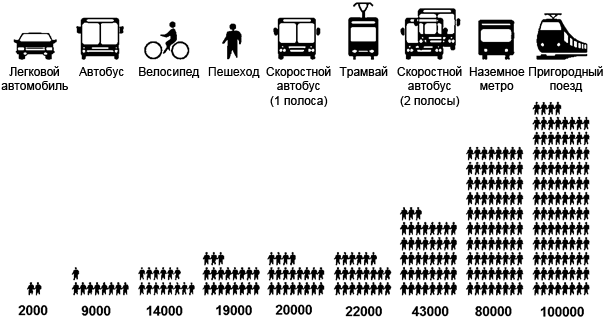 Легковой автомобиль Автобус Велосипед Пешеход Скоростной автобус (1 полоса) Трамвай Скоростной автобус (2 полосы) Наземное метро Пригородный поезд
2000 9000 14000 19000 20000 22000 43000 80000 100000